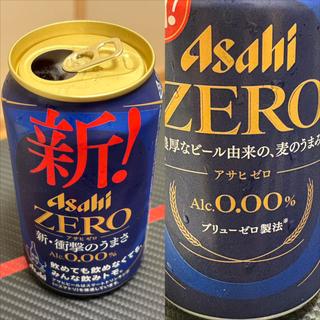 新!
Asahi
ZERO
アサヒゼロ
新・衝撃のうまさ
Alc.0.00%
飲めても飲めなくても、
みんな飲みトモ。
Asahi
ZERO
濃厚なビール由来の、麦のうまみ
アサヒゼロ
Alc.0.00%
ブリューゼロ製法※